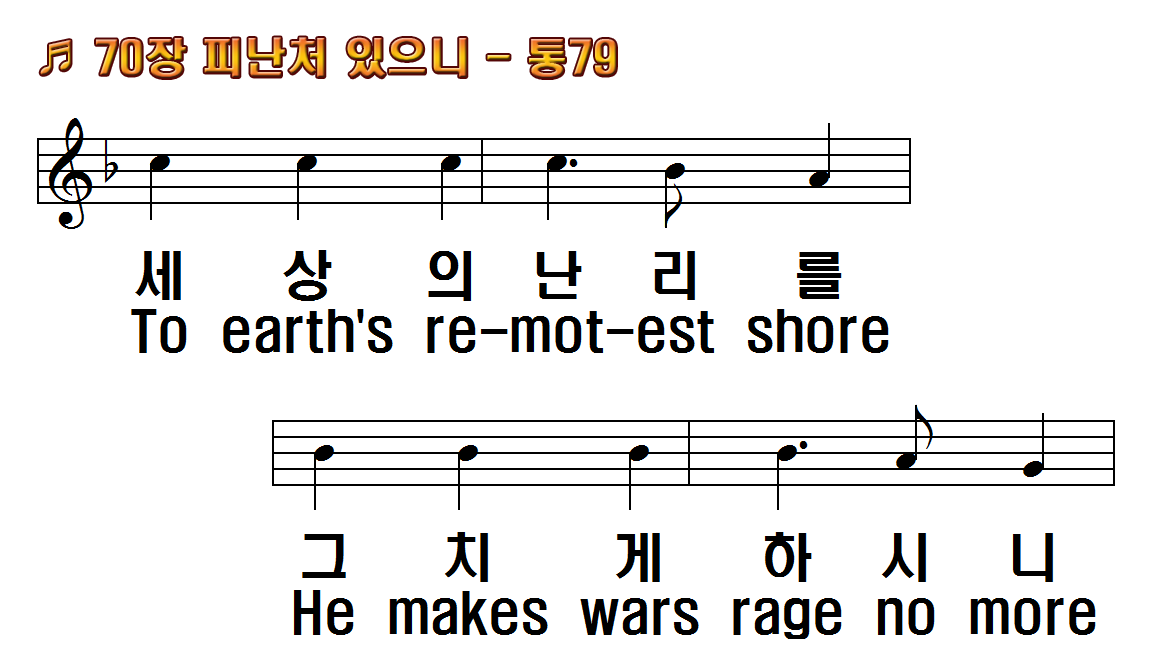 ♬ 70장 피난처 있으니 - 통79
세 상 의 난 리 를
To earth's re-mot-est shore
그 치 게 하 시 니
He makes wars rage no more